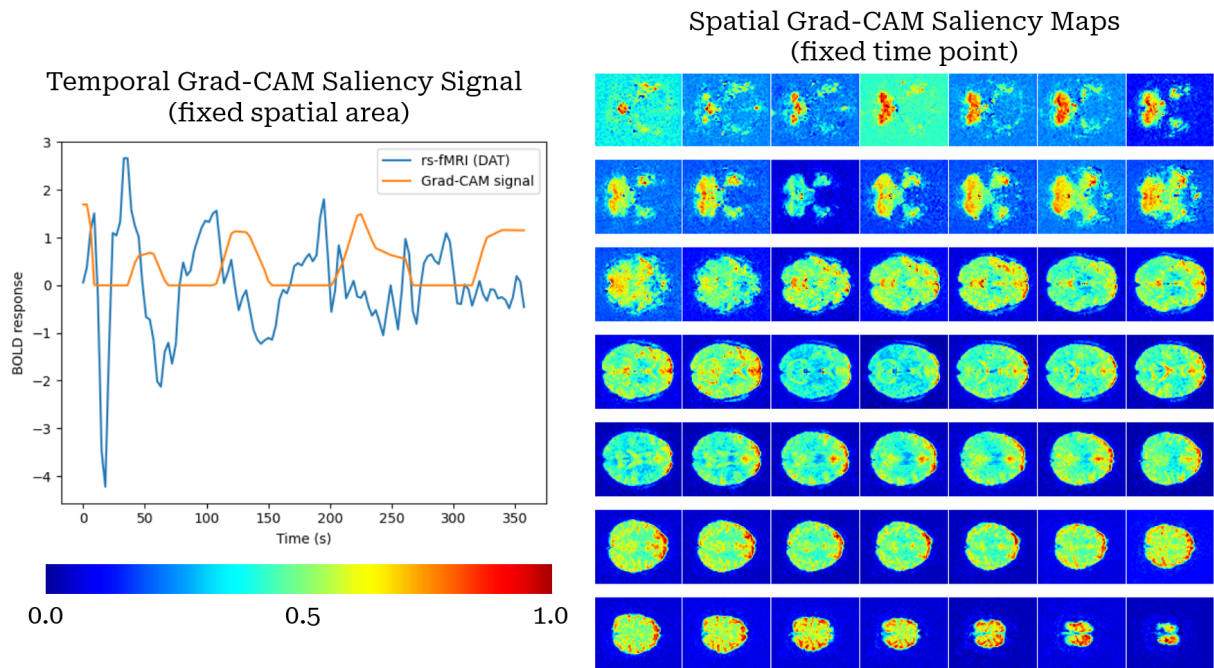 Spatial Grad-CAM Saliency Maps
(fixed time point)
Temporal Grad-CAM Saliency Signal
(fixed spatial area)
rs-fMRI (DAT)
Grad-CAM signal
BOLD response
3
2
1
0
−1
−2
−3
−4
0
50
100
150
200
250
300
350
Time (s)
0.0
0.5
1.0